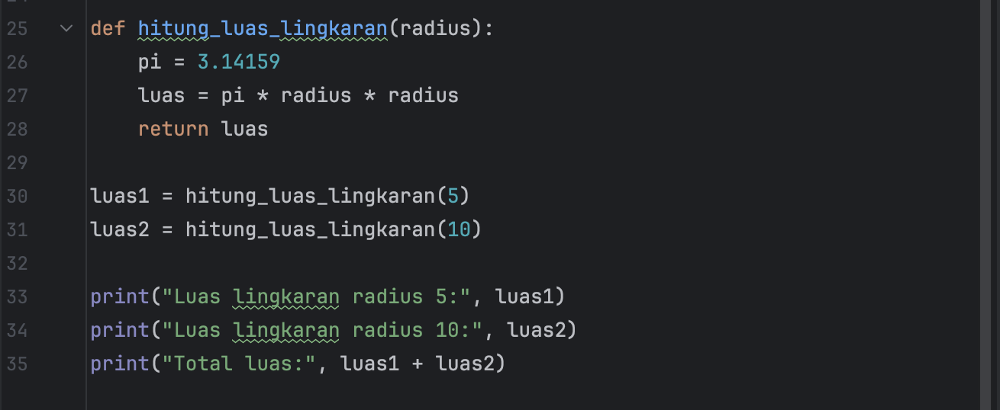 25 def hitung_luas_lingkaran(radius):
26     pi = 3.14159
27     luas = pi * radius * radius
28     return luas
29
30 luas1 = hitung_luas_lingkaran(5)
31 luas2 = hitung_luas_lingkaran(10)
32
33 print("Luas lingkaran radius 5:", luas1)
34 print("Luas lingkaran radius 10:", luas2)
35 print("Total luas:", luas1 + luas2)